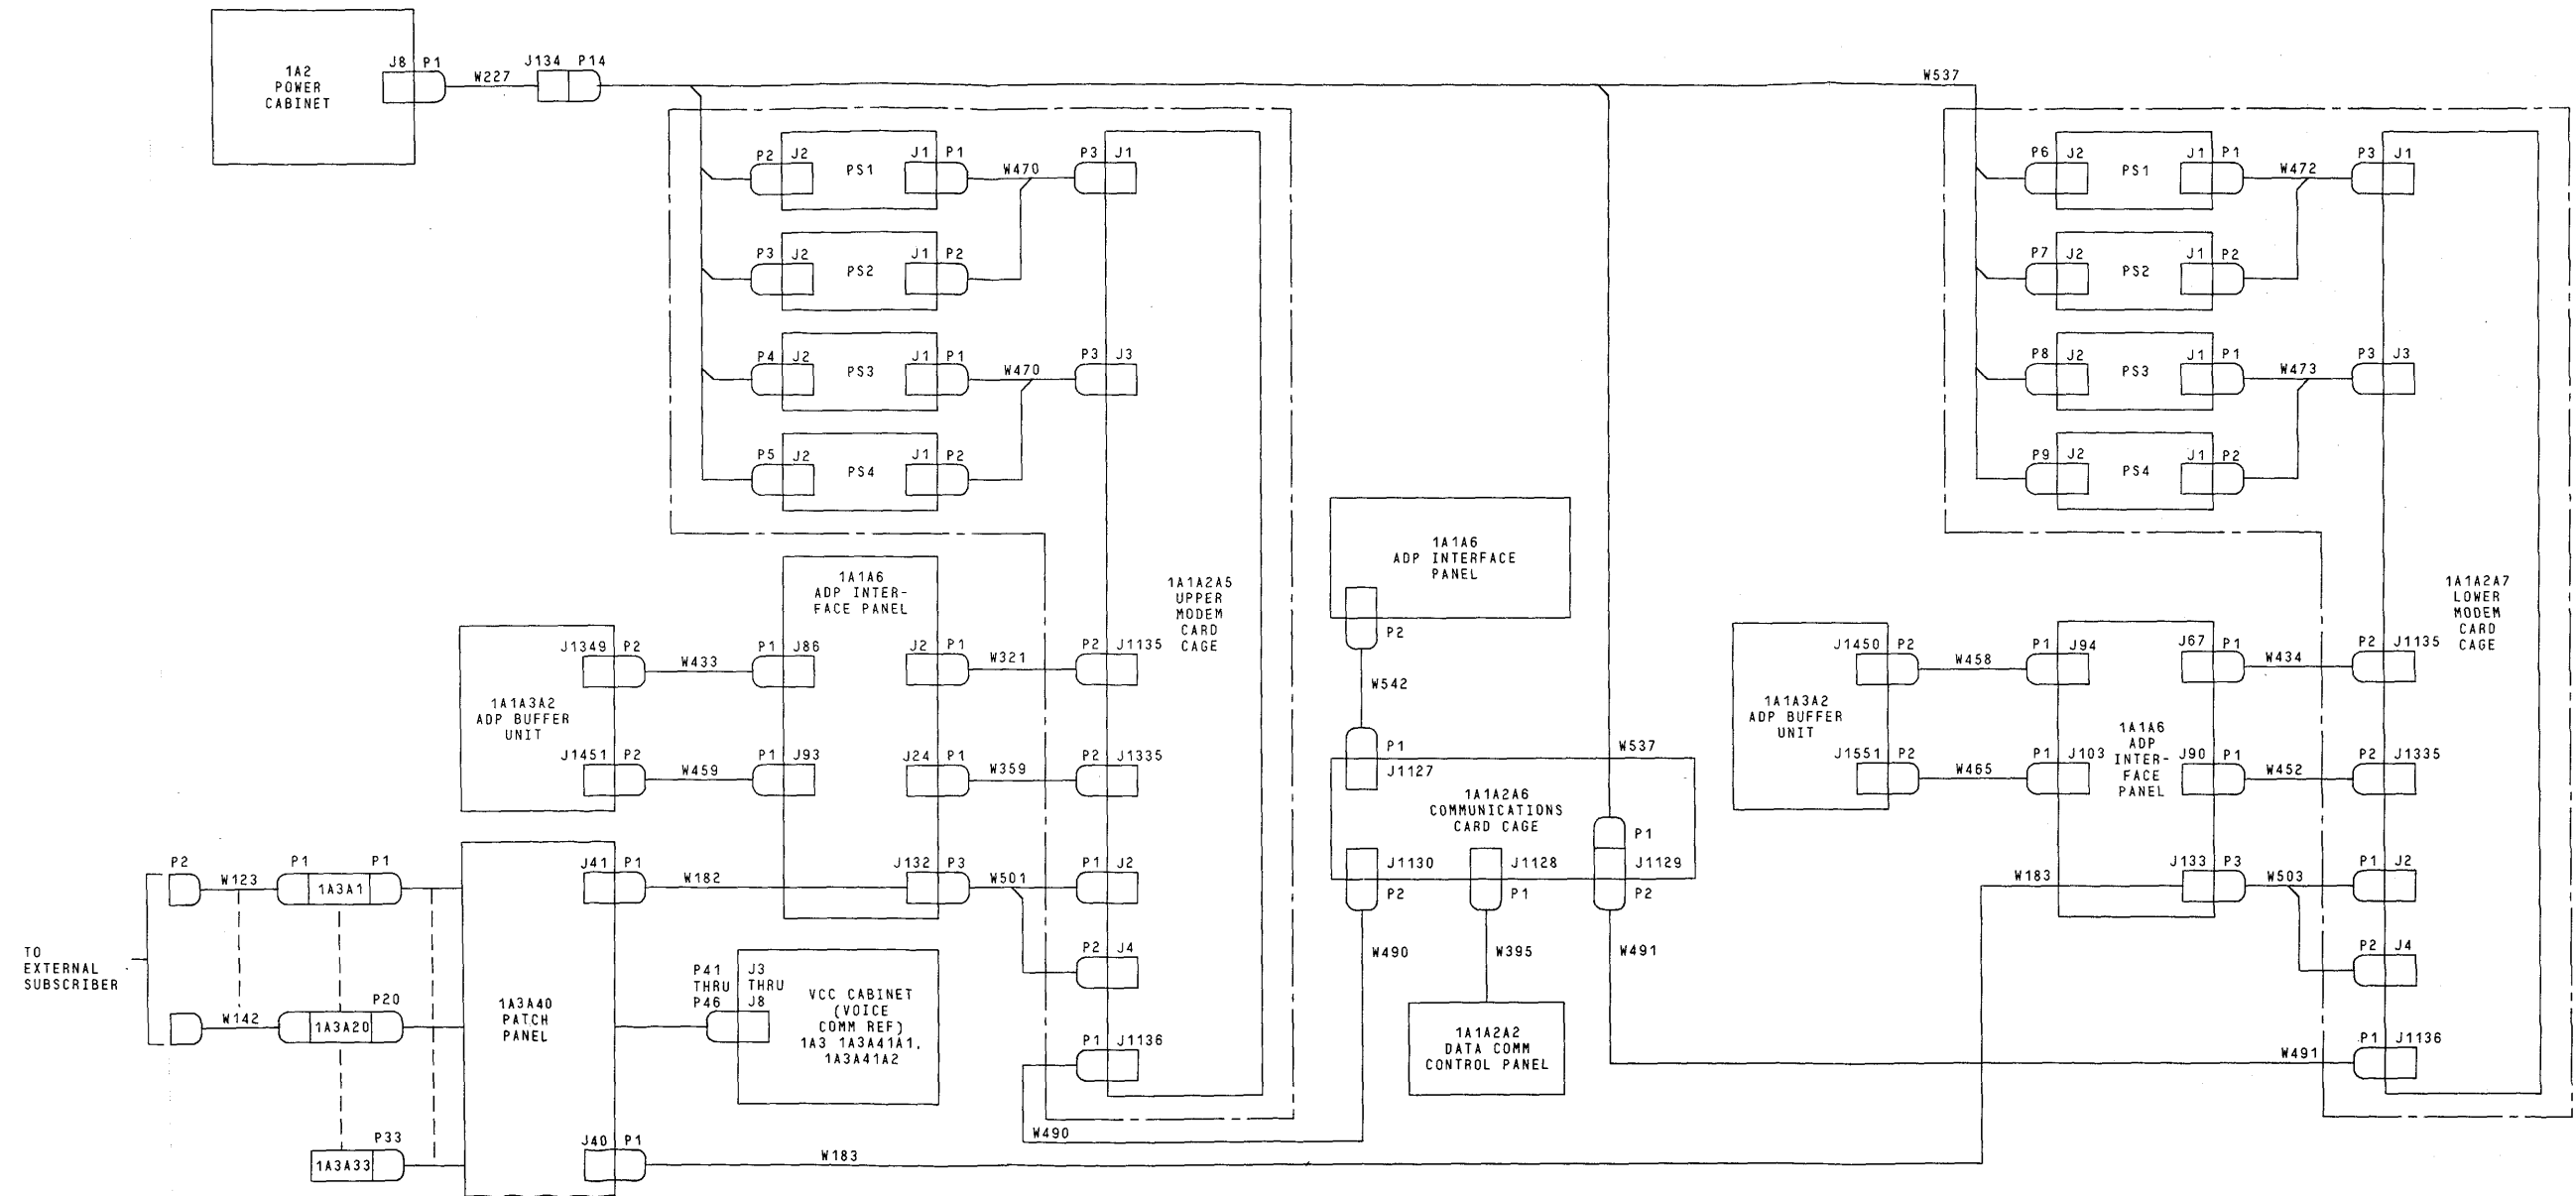 1A2
POWER
CABINET
J8 P1
W227
J134 P14
W537
P2 J2
PS1
J1 P1
W470
P3 J1
P3 J2
PS2
J1 P2
P4 J2
PS3
J1 P1
W470
P3 J3
P5 J2
PS4
J1 P2
1A1A2A5
UPPER
MODEM
CARD
CAGE
1A1A6
ADP INTER-
FACE PANEL
J1349 P2
W433
P1 J86
J2 P1
W321
P2 J1135
1A1A3A2
ADP BUFFER
UNIT
J1451 P2
W459
P1 J93
J24 P1
W359
P2 J1335
J41 P1
W182
J132 P3
W501
P1 J2
P2 J4
P1 J1136
W490
P2
W123
P1 P1
1A3A1
TO
EXTERNAL
SUBSCRIBER
W142
P20
1A3A20
P33
1A3A33
1A3A40
PATCH
PANEL
P41
THRU
P46
J3
THRU
J8
VCC CABINET
(VOICE
COMM REF)
1A3 1A3A41A1,
1A3A41A2
J40 P1
W183
1A1A6
ADP INTERFACE
PANEL
P2
W542
P1
J1127
W537
1A1A2A6
COMMUNICATIONS
CARD CAGE
P1
J1130
J1128
J1129
P2
P1
P2
W490
W395
W491
1A1A2A2
DATA COMM
CONTROL PANEL
P6 J2
PS1
J1 P1
W472
P3 J1
P7 J2
PS2
J1 P2
P8 J2
PS3
J1 P1
W473
P3 J3
P9 J2
PS4
J1 P2
1A1A2A7
LOWER
MODEM
CARD
CAGE
J1450 P2
W458
P1 J94
J67 P1
W434
P2 J1135
1A1A3A2
ADP BUFFER
UNIT
1A1A6
ADP
INTER-
FACE
PANEL
J1551 P2
W465
P1 J103
J90 P1
W452
P2 J1335
W183
J133 P3
W503
P1 J2
P2 J4
W491
P1 J1136